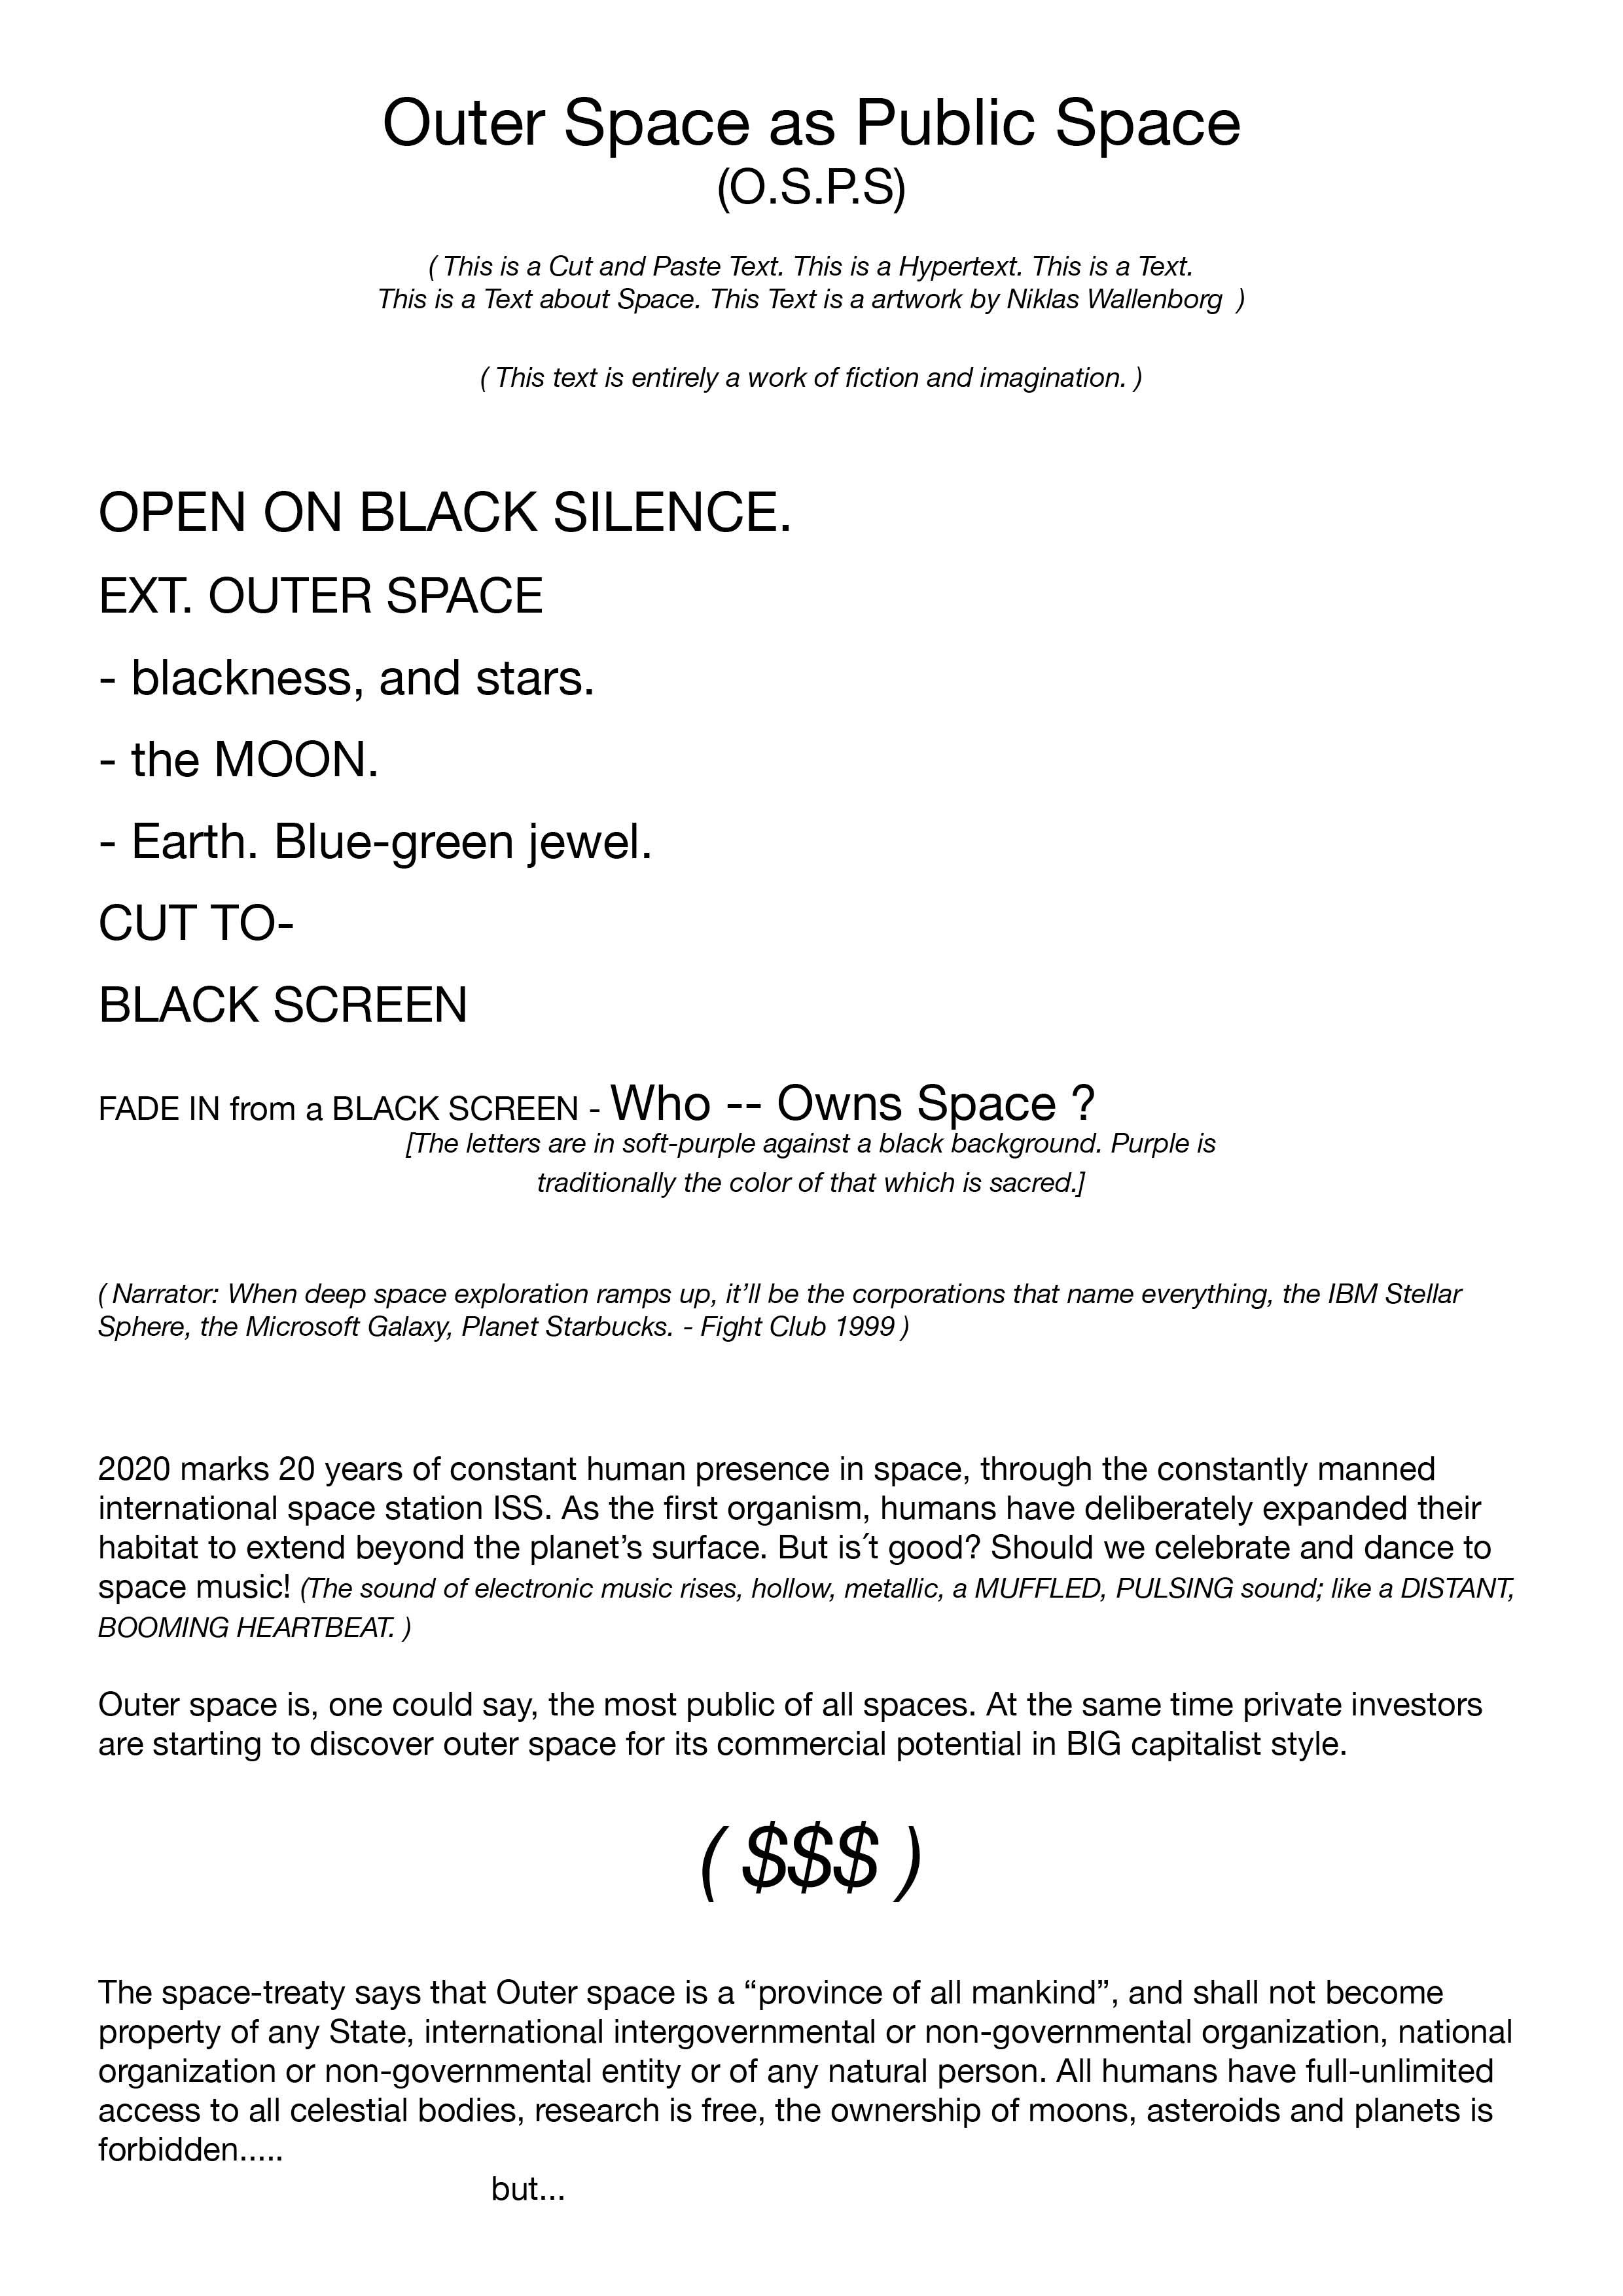 Outer Space as Public Space
(O.S.P.S)
( This is a Cut and Paste Text. This is a Hypertext. This is a Text.
This is a Text about Space. This Text is a artwork by Niklas Wallenborg )
( This text is entirely a work of fiction and imagination. )
OPEN ON BLACK SILENCE.
EXT. OUTER SPACE
- blackness, and stars.
- the MOON.
- Earth. Blue-green jewel.
CUT TO-
BLACK SCREEN
FADE IN from a BLACK SCREEN - Who -- Owns Space ?
[The letters are in soft-purple against a black background. Purple is
traditionally the color of that which is sacred.]
( Narrator: When deep space exploration ramps up, it’ll be the corporations that name everything, the IBM Stellar
Sphere, the Microsoft Galaxy, Planet Starbucks. - Fight Club 1999 )
2020 marks 20 years of constant human presence in space, through the constantly manned
international space station ISS. As the first organism, humans have deliberately expanded their
habitat to extend beyond the planet’s surface. But is´t good? Should we celebrate and dance to
space music! (The sound of electronic music rises, hollow, metallic, a MUFFLED, PULSING sound; like a DISTANT,
BOOMING HEARTBEAT. )
Outer space is, one could say, the most public of all spaces. At the same time private investors
are starting to discover outer space for its commercial potential in BIG capitalist style.
( $$$ )
The space-treaty says that Outer space is a “province of all mankind”, and shall not become
property of any State, international intergovernmental or non-governmental organization, national
organization or non-governmental entity or of any natural person. All humans have full-unlimited
access to all celestial bodies, research is free, the ownership of moons, asteroids and planets is
forbidden.....
but...